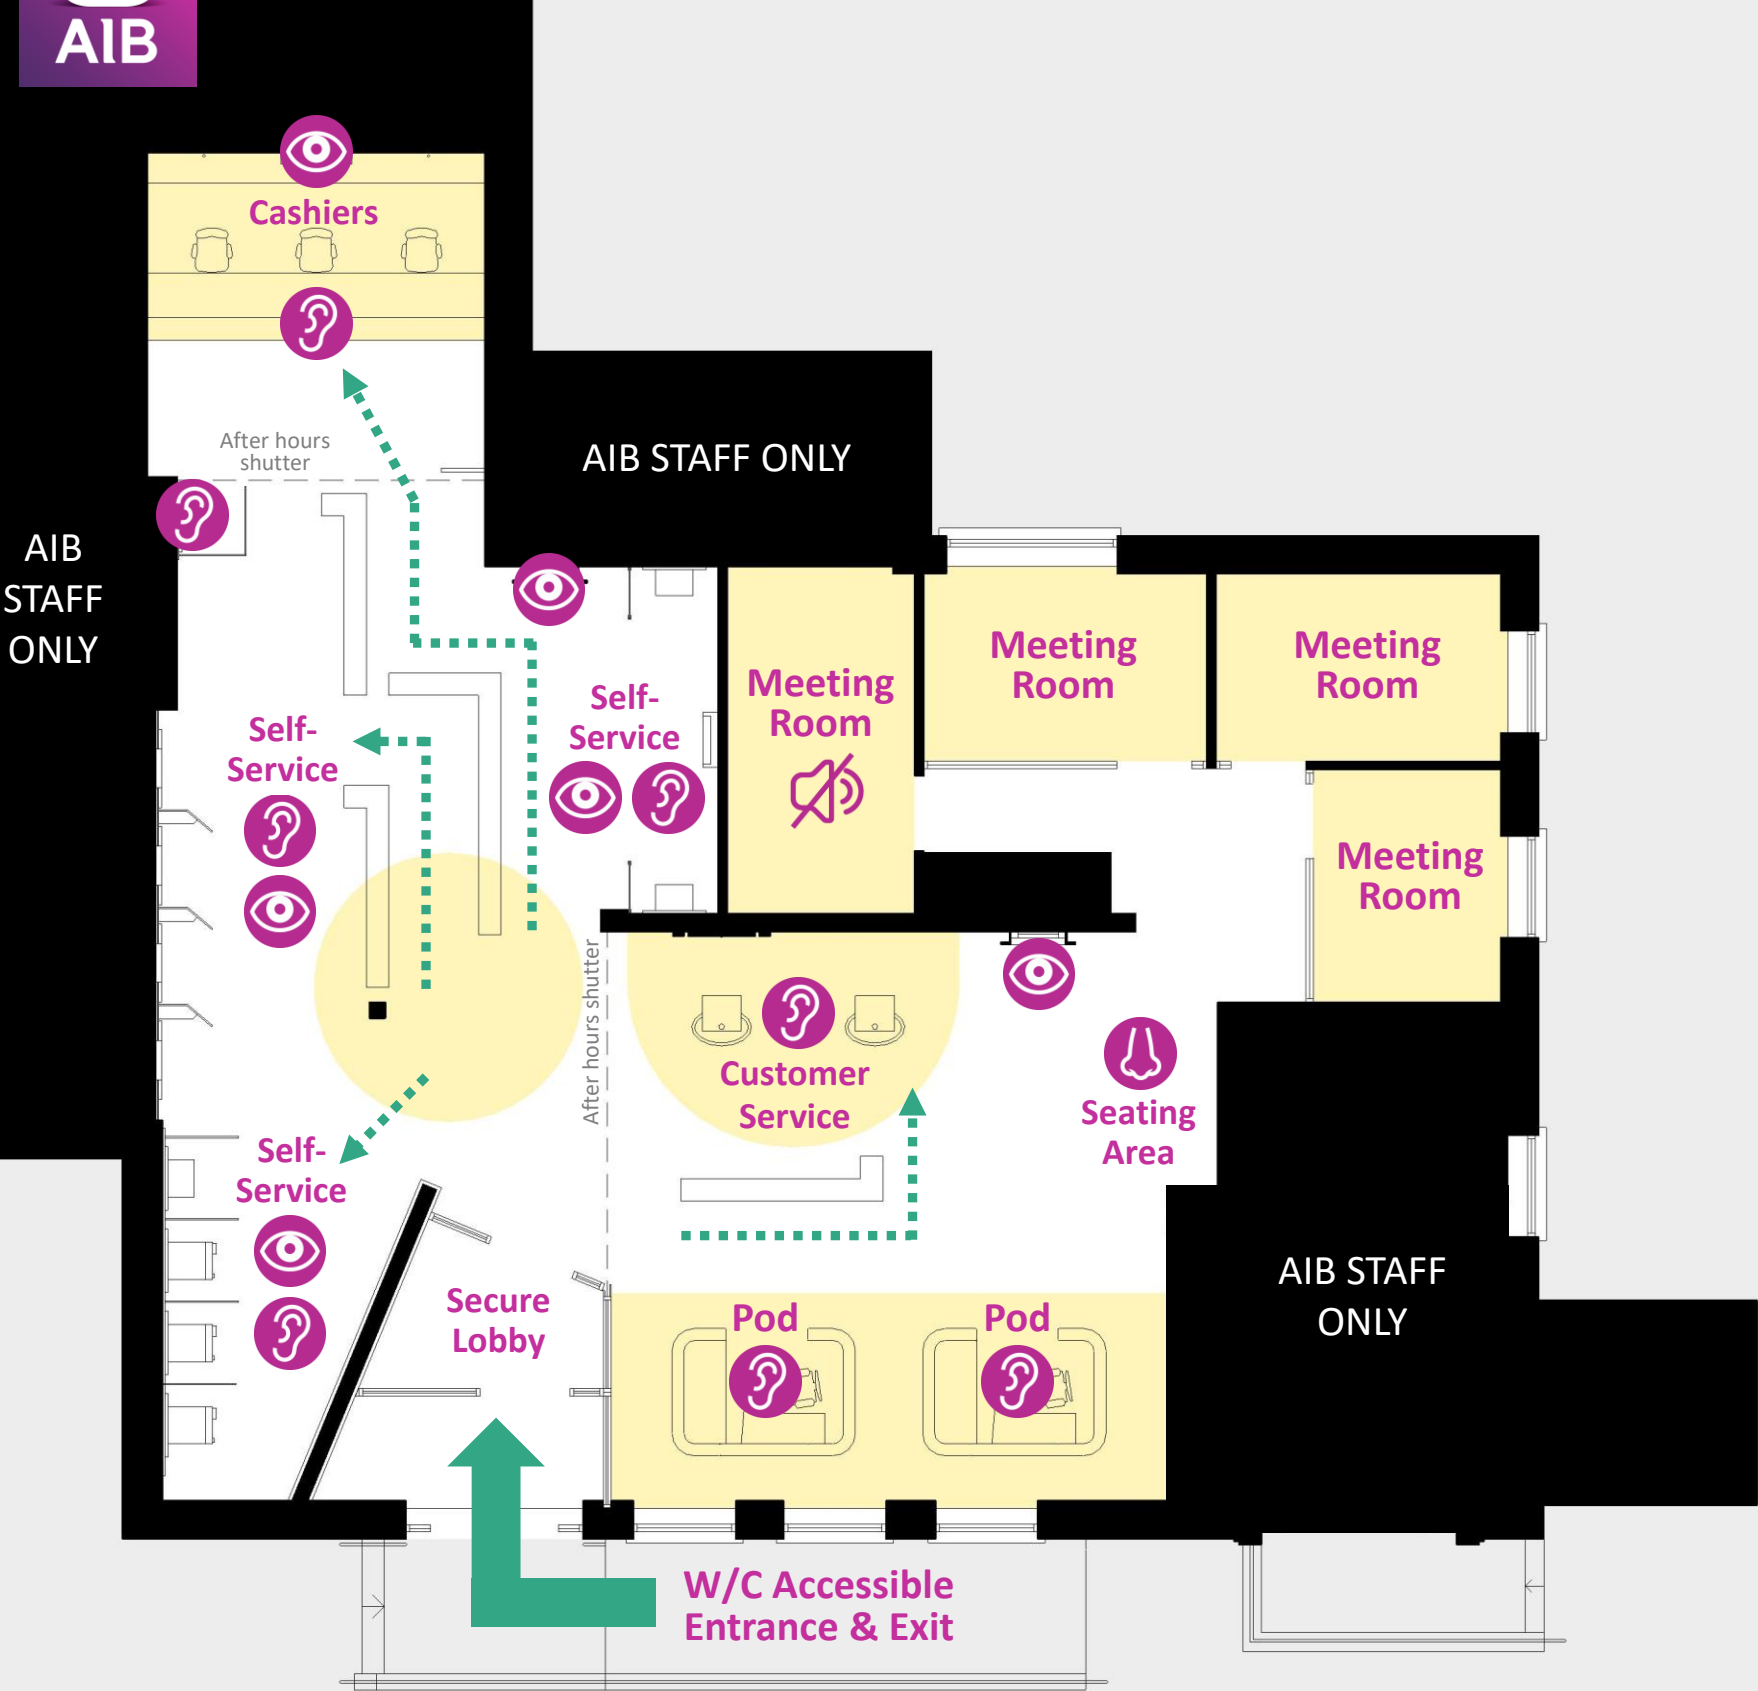 AIB
Cashiers
After hours
shutter
AIB STAFF ONLY
AIB
STAFF
ONLY
Meeting
Room
Meeting
Room
Meeting
Room
Self-
Service
Self-
Service
Meeting
Room
After hours shutter
Customer
Service
Seating
Area
Self-
Service
Secure
Lobby
Pod
Pod
AIB STAFF
ONLY
W/C Accessible
Entrance & Exit